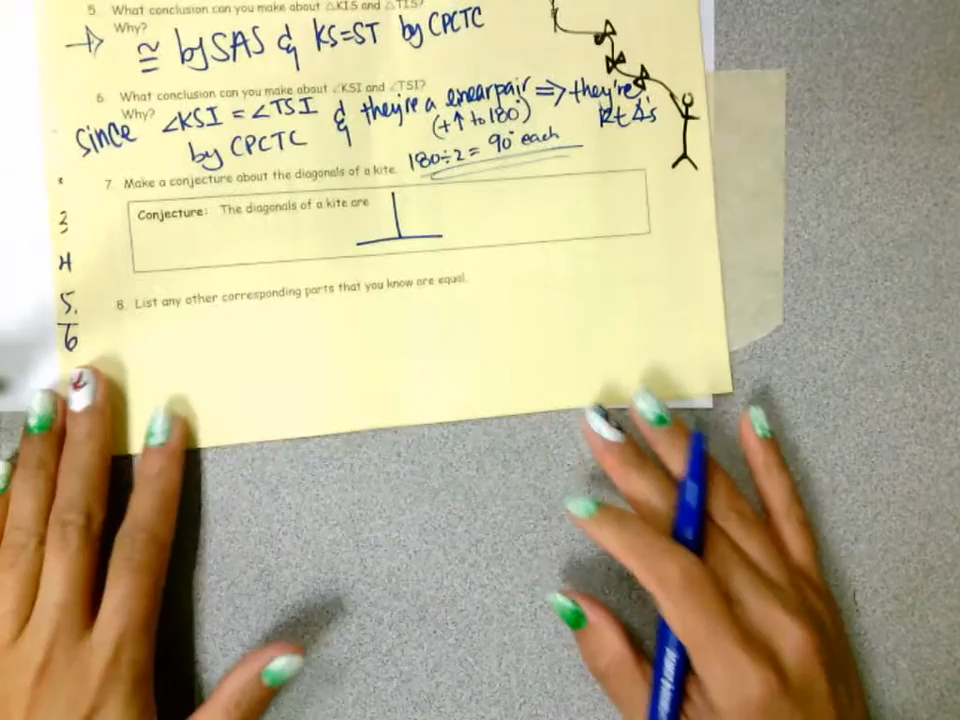 5. What conclusion can you make about △KIS and △TIS?
Why?
≅ by SAS & KS=ST by CPCTC
6. What conclusion can you make about ∠KSI and ∠TSI?
Why?
Since ∠KSI = ∠TSI & they're a linear pair => they're
by CPCTC (+↑ to 180°) Rt ∆'s
180÷2 = 90° each
7. Make a conjecture about the diagonals of a kite.
Conjecture: The diagonals of a kite are ⊥
3
4
5.
6
8. List any other corresponding parts that you know are equal.